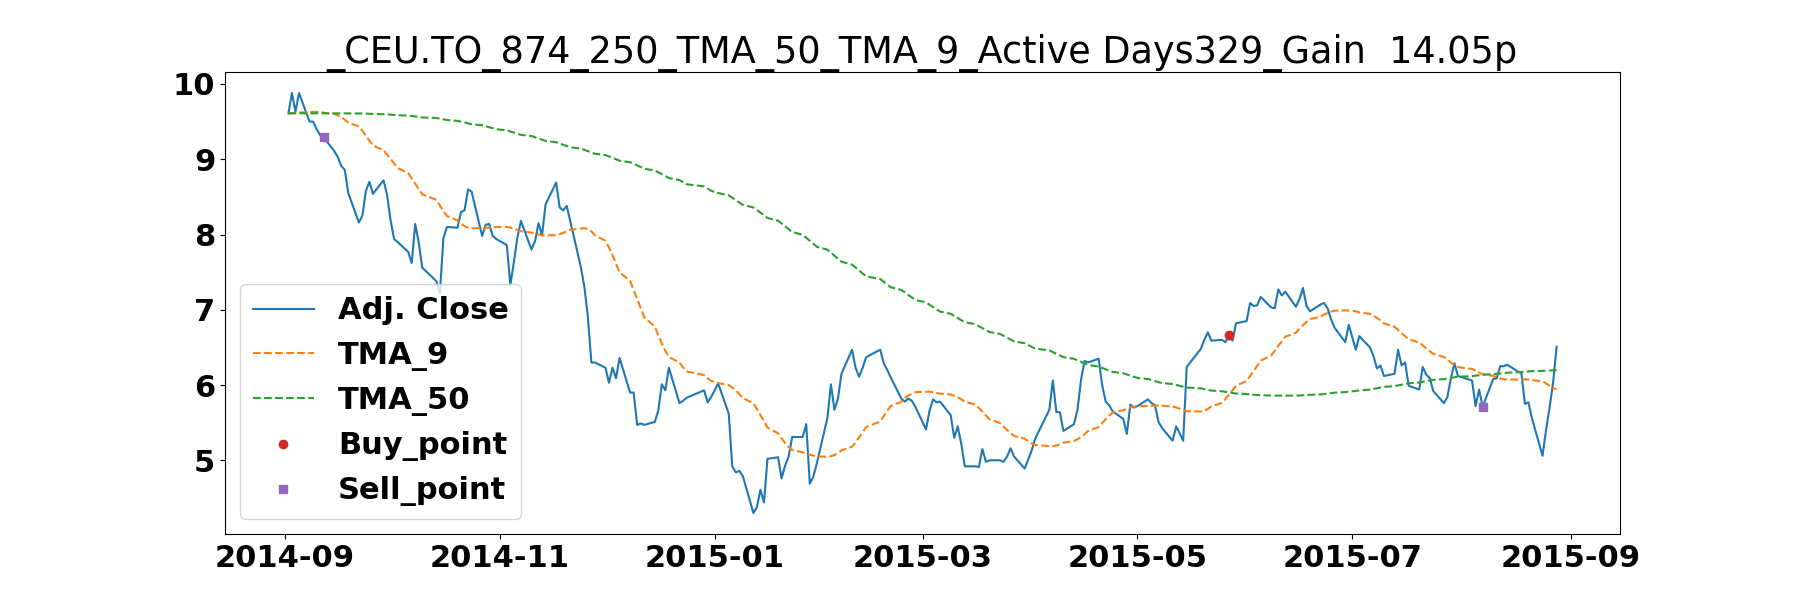 _CEU.TO_874_250_TMA_50_TMA_9_Active Days329_Gain  14.05p
10
9
8
7
6
5
Adj. Close
TMA_9
TMA_50
Buy_point
Sell_point
2014-09 2014-11 2015-01 2015-03 2015-05 2015-07 2015-09